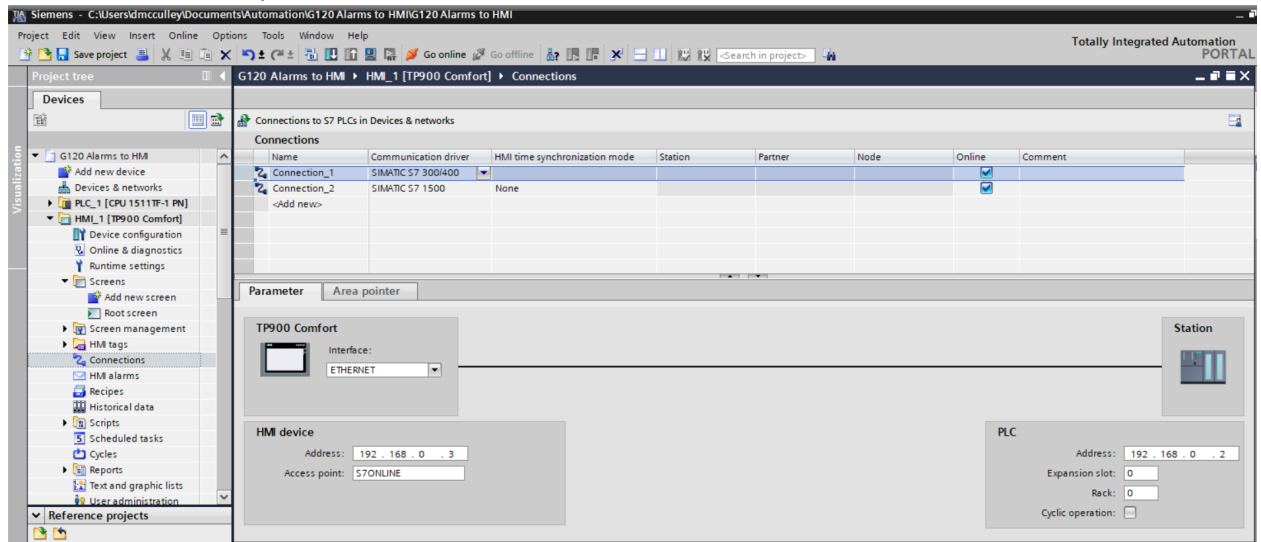 Siemens - C:\Users\dmcculley\Documents\Automation\G120 Alarms to HMI\G120 Alarms to HMI
Project Edit View Insert Online Options Tools Window Help
Totally Integrated Automation
PORTAL
Save project Go online Go offline <Search in project>
Project tree
G120 Alarms to HMI HMI_1 [TP900 Comfort] Connections
Devices
Connections to S7 PLCs in Devices & networks
Connections
Visualization
Name Communication driver HMI time synchronization mode Station Partner Node Online Comment
Connection_1 SIMATIC S7 300/400
Connection_2 SIMATIC S7 1500 None
<Add new>
G120 Alarms to HMI
Add new device
Devices & networks
PLC_1 [CPU 1511TF-1 PN]
HMI_1 [TP900 Comfort]
Device configuration
Online & diagnostics
Runtime settings
Screens
Add new screen
Root screen
Screen management
HMI tags
Connections
HMI alarms
Recipes
Historical data
Scripts
Scheduled tasks
Cycles
Reports
Text and graphic lists
User administration
Reference projects
Parameter Area pointer
TP900 Comfort
Interface:
ETHERNET
Station
HMI device
Address: 192 . 168 . 0 . 3
Access point: S7ONLINE
PLC
Address: 192 . 168 . 0 . 2
Expansion slot: 0
Rack: 0
Cyclic operation: